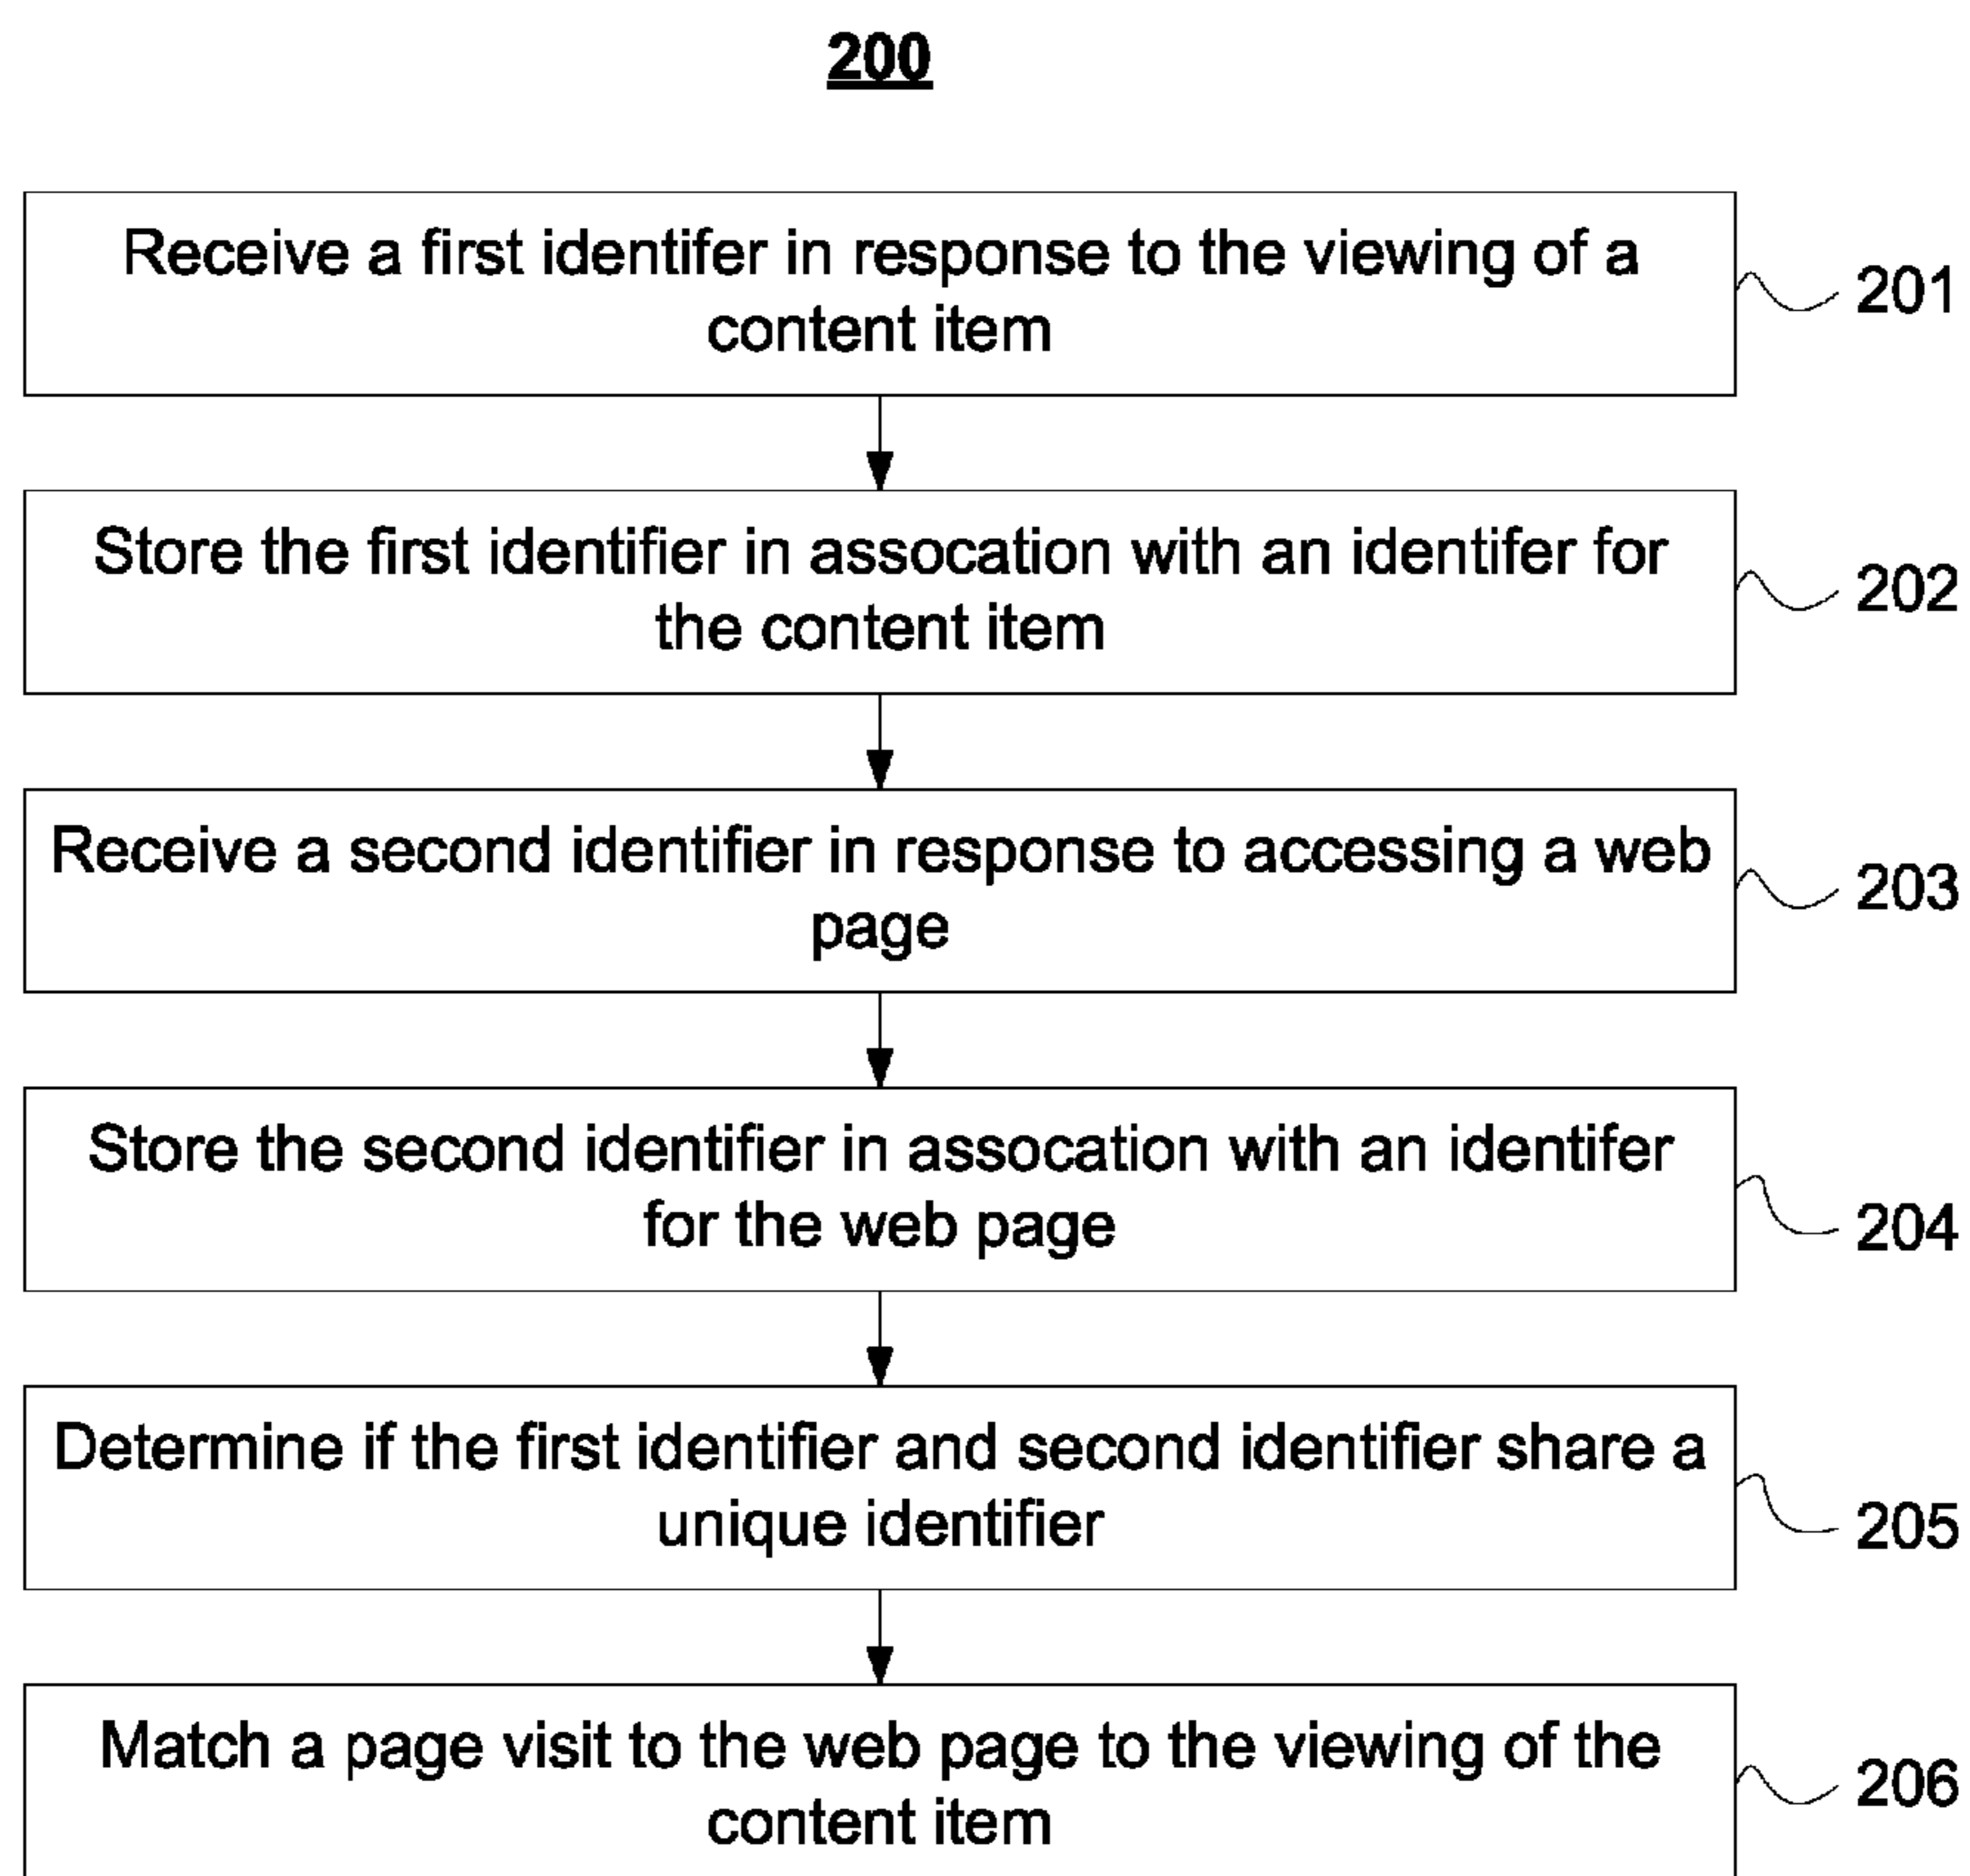 200
Receive a first identifer in response to the viewing of a
content item
201
Store the first identifier in assocation with an identifer for
the content item
202
Receive a second identifier in response to accessing a web
page
203
Store the second identifier in assocation with an identifer
for the web page
204
Determine if the first identifier and second identifier share a
unique identifier
205
Match a page visit to the web page to the viewing of the
content item
206